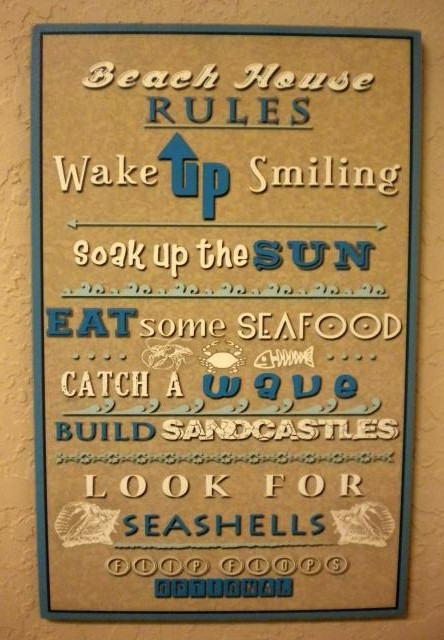 Beach House
RULES
Wake Up Smiling
soak up the SUN
EAT some SEAFOOD
CATCH A wave
BUILD SANDCASTLES
LOOK FOR
SEASHELLS
FLIP FLOPS
OPTIONAL